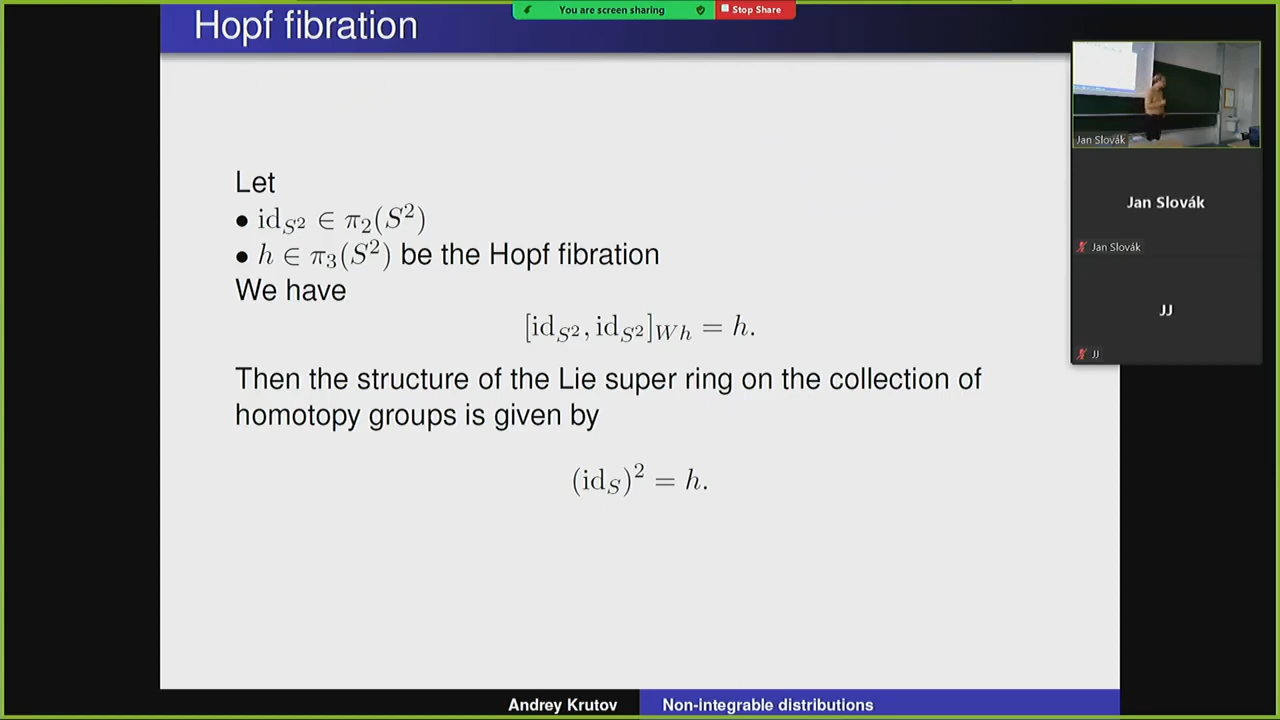 You are screen sharing
Stop Share
Hopf fibration
Let
• id_{S^2} ∈ π_2(S^2)
• h ∈ π_3(S^2) be the Hopf fibration
We have
[id_{S^2}, id_{S^2}]_{Wh} = h.
Then the structure of the Lie super ring on the collection of
homotopy groups is given by
(id_S)^2 = h.
Andrey Krutov
Non-integrable distributions
Jan Slovák
Jan Slovák
Jan Slovák
JJ
JJ